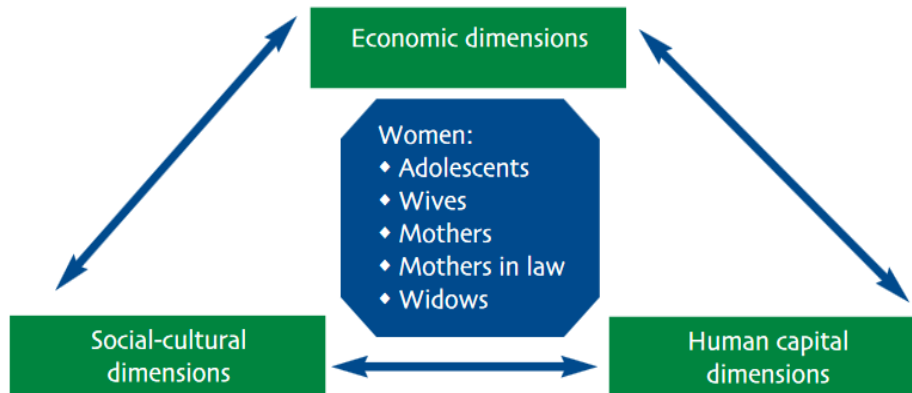 Economic dimensions
Women:
◆ Adolescents
◆ Wives
◆ Mothers
◆ Mothers in law
◆ Widows
Social-cultural
dimensions
Human capital
dimensions